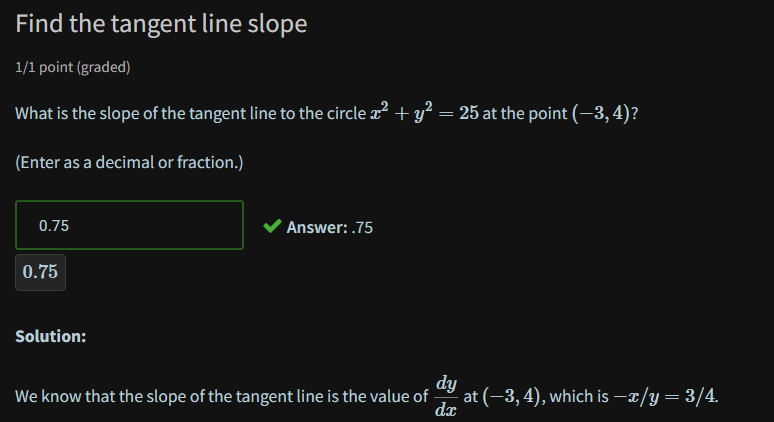 Find the tangent line slope
1/1 point (graded)
What is the slope of the tangent line to the circle x² + y² = 25 at the point (−3, 4)?
(Enter as a decimal or fraction.)
0.75
✔ Answer: .75
0.75
Solution:
We know that the slope of the tangent line is the value of dy/dx at (−3, 4), which is −x/y = 3/4.